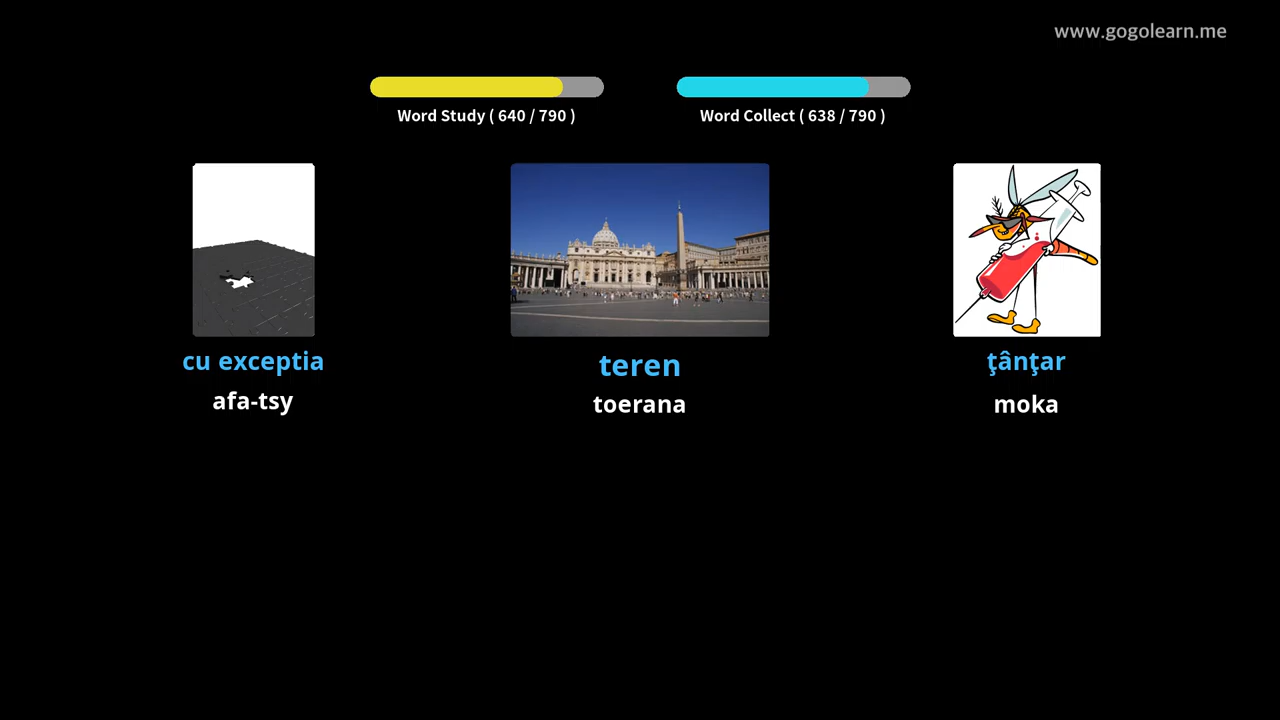 www.gogolearn.me
Word Study ( 640 / 790 )
Word Collect ( 638 / 790 )
cu exceptia
afa-tsy
teren
toerana
ţânţar
moka